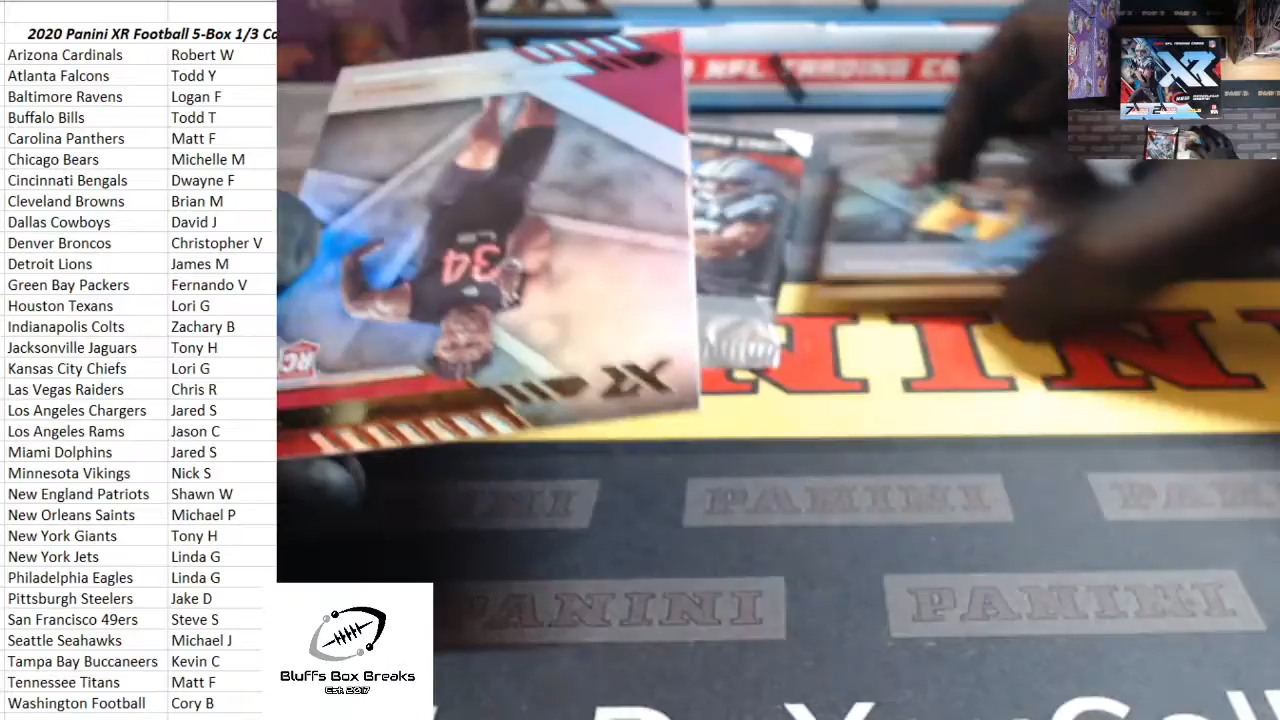 2020 Panini XR Football 5-Box 1/3 Ca
Arizona Cardinals Robert W
Atlanta Falcons Todd Y
Baltimore Ravens Logan F
Buffalo Bills Todd T
Carolina Panthers Matt F
Chicago Bears Michelle M
Cincinnati Bengals Dwayne F
Cleveland Browns Brian M
Dallas Cowboys David J
Denver Broncos Christopher V
Detroit Lions James M
Green Bay Packers Fernando V
Houston Texans Lori G
Indianapolis Colts Zachary B
Jacksonville Jaguars Tony H
Kansas City Chiefs Lori G
Las Vegas Raiders Chris R
Los Angeles Chargers Jared S
Los Angeles Rams Jason C
Miami Dolphins Jared S
Minnesota Vikings Nick S
New England Patriots Shawn W
New Orleans Saints Michael P
New York Giants Tony H
New York Jets Linda G
Philadelphia Eagles Linda G
Pittsburgh Steelers Jake D
San Francisco 49ers Steve S
Seattle Seahawks Michael J
Tampa Bay Buccaneers Kevin C
Tennessee Titans Matt F
Washington Football Cory B
NFL TRADING CA
34
RC
XR
XR
PANINI
PANINI
PANINI
PANINI
Bluffs Box Breaks
Est. 2017